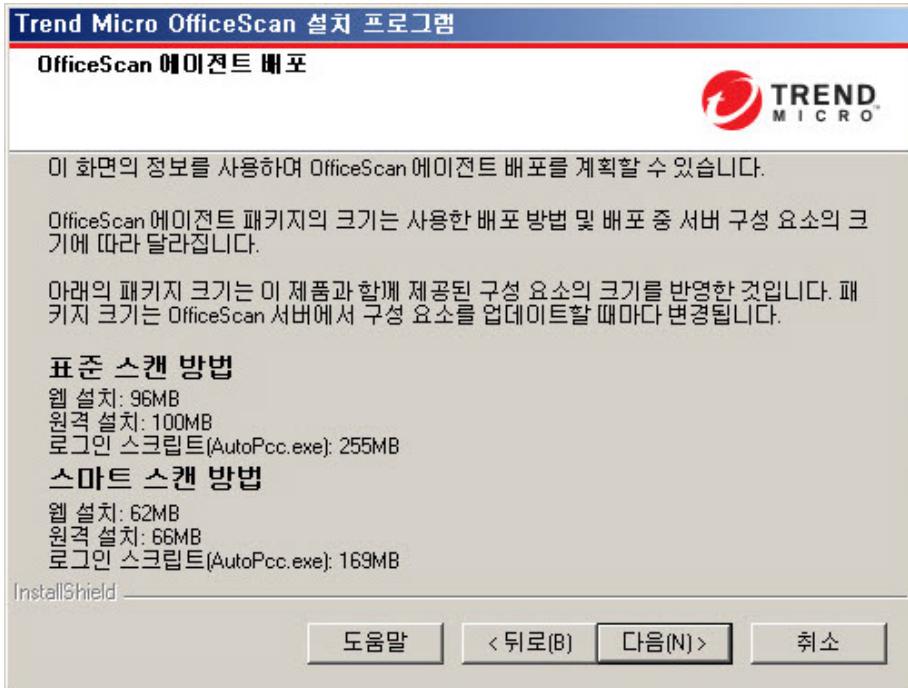 Trend Micro OfficeScan 설치 프로그램
OfficeScan 에이전트 배포
TREND
MICRO
이 화면의 정보를 사용하여 OfficeScan 에이전트 배포를 계획할 수 있습니다.
OfficeScan 에이전트 패키지의 크기는 사용한 배포 방법 및 배포 중 서버 구성 요소의 크
기에 따라 달라집니다.
아래의 패키지 크기는 이 제품과 함께 제공된 구성 요소의 크기를 반영한 것입니다. 패
키지 크기는 OfficeScan 서버에서 구성 요소를 업데이트할 때마다 변경됩니다.
표준 스캔 방법
웹 설치: 96MB
원격 설치: 100MB
로그인 스크립트(AutoPcc.exe): 255MB
스마트 스캔 방법
웹 설치: 62MB
원격 설치: 66MB
로그인 스크립트(AutoPcc.exe): 169MB
InstallShield
도움말 < 뒤로(B) 다음(N) > 취소